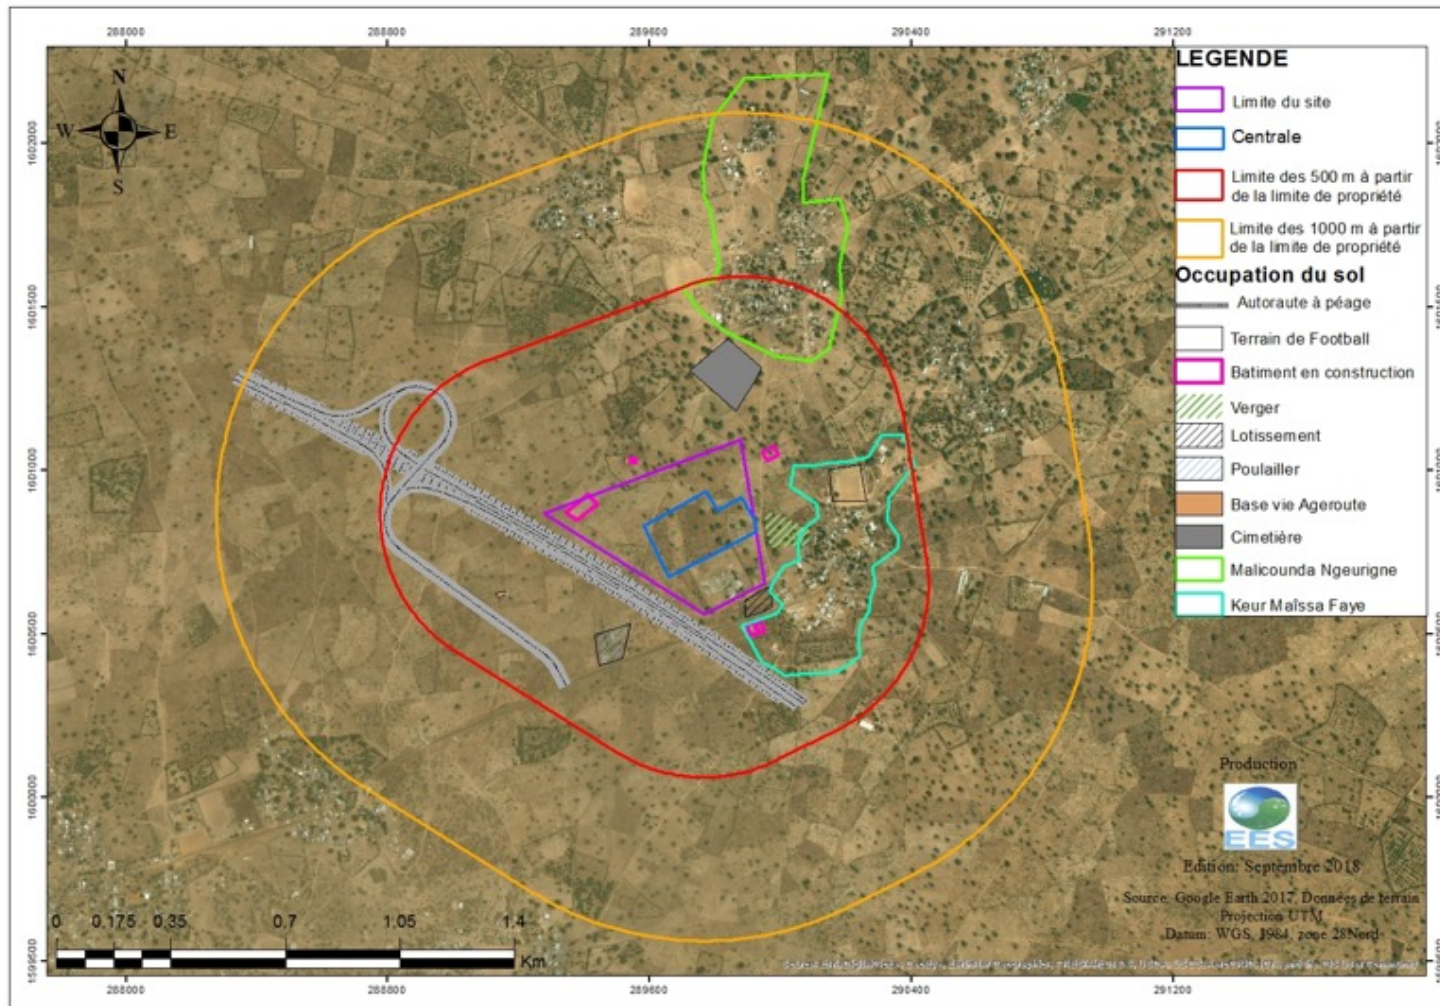 288000 288800 289600 290400 291200
N
W E
S
1602000
1601500
1601000
1600500
1600000
1599500
LEGENDE
Limite du site
Centrale
Limite des 500 m à partir
de la limite de propriété
Limite des 1000 m à partir
de la limite de propriété
Occupation du sol
Autoraute à péage
Terrain de Football
Batiment en construction
Verger
Lotissement
Poulailler
Base vie Ageroute
Cimetière
Malicounda Ngeurigne
Keur Maîssa Faye
Production
EES
Edition: Septembre 2018
Source: Google Earth 2017, Données de terrain
Projection UTM
Datum: WGS, 1984, zone 28Nord
0 0.175 0.35 0.7 1.05 1.4
Km
288000 288800 289600 290400 291200